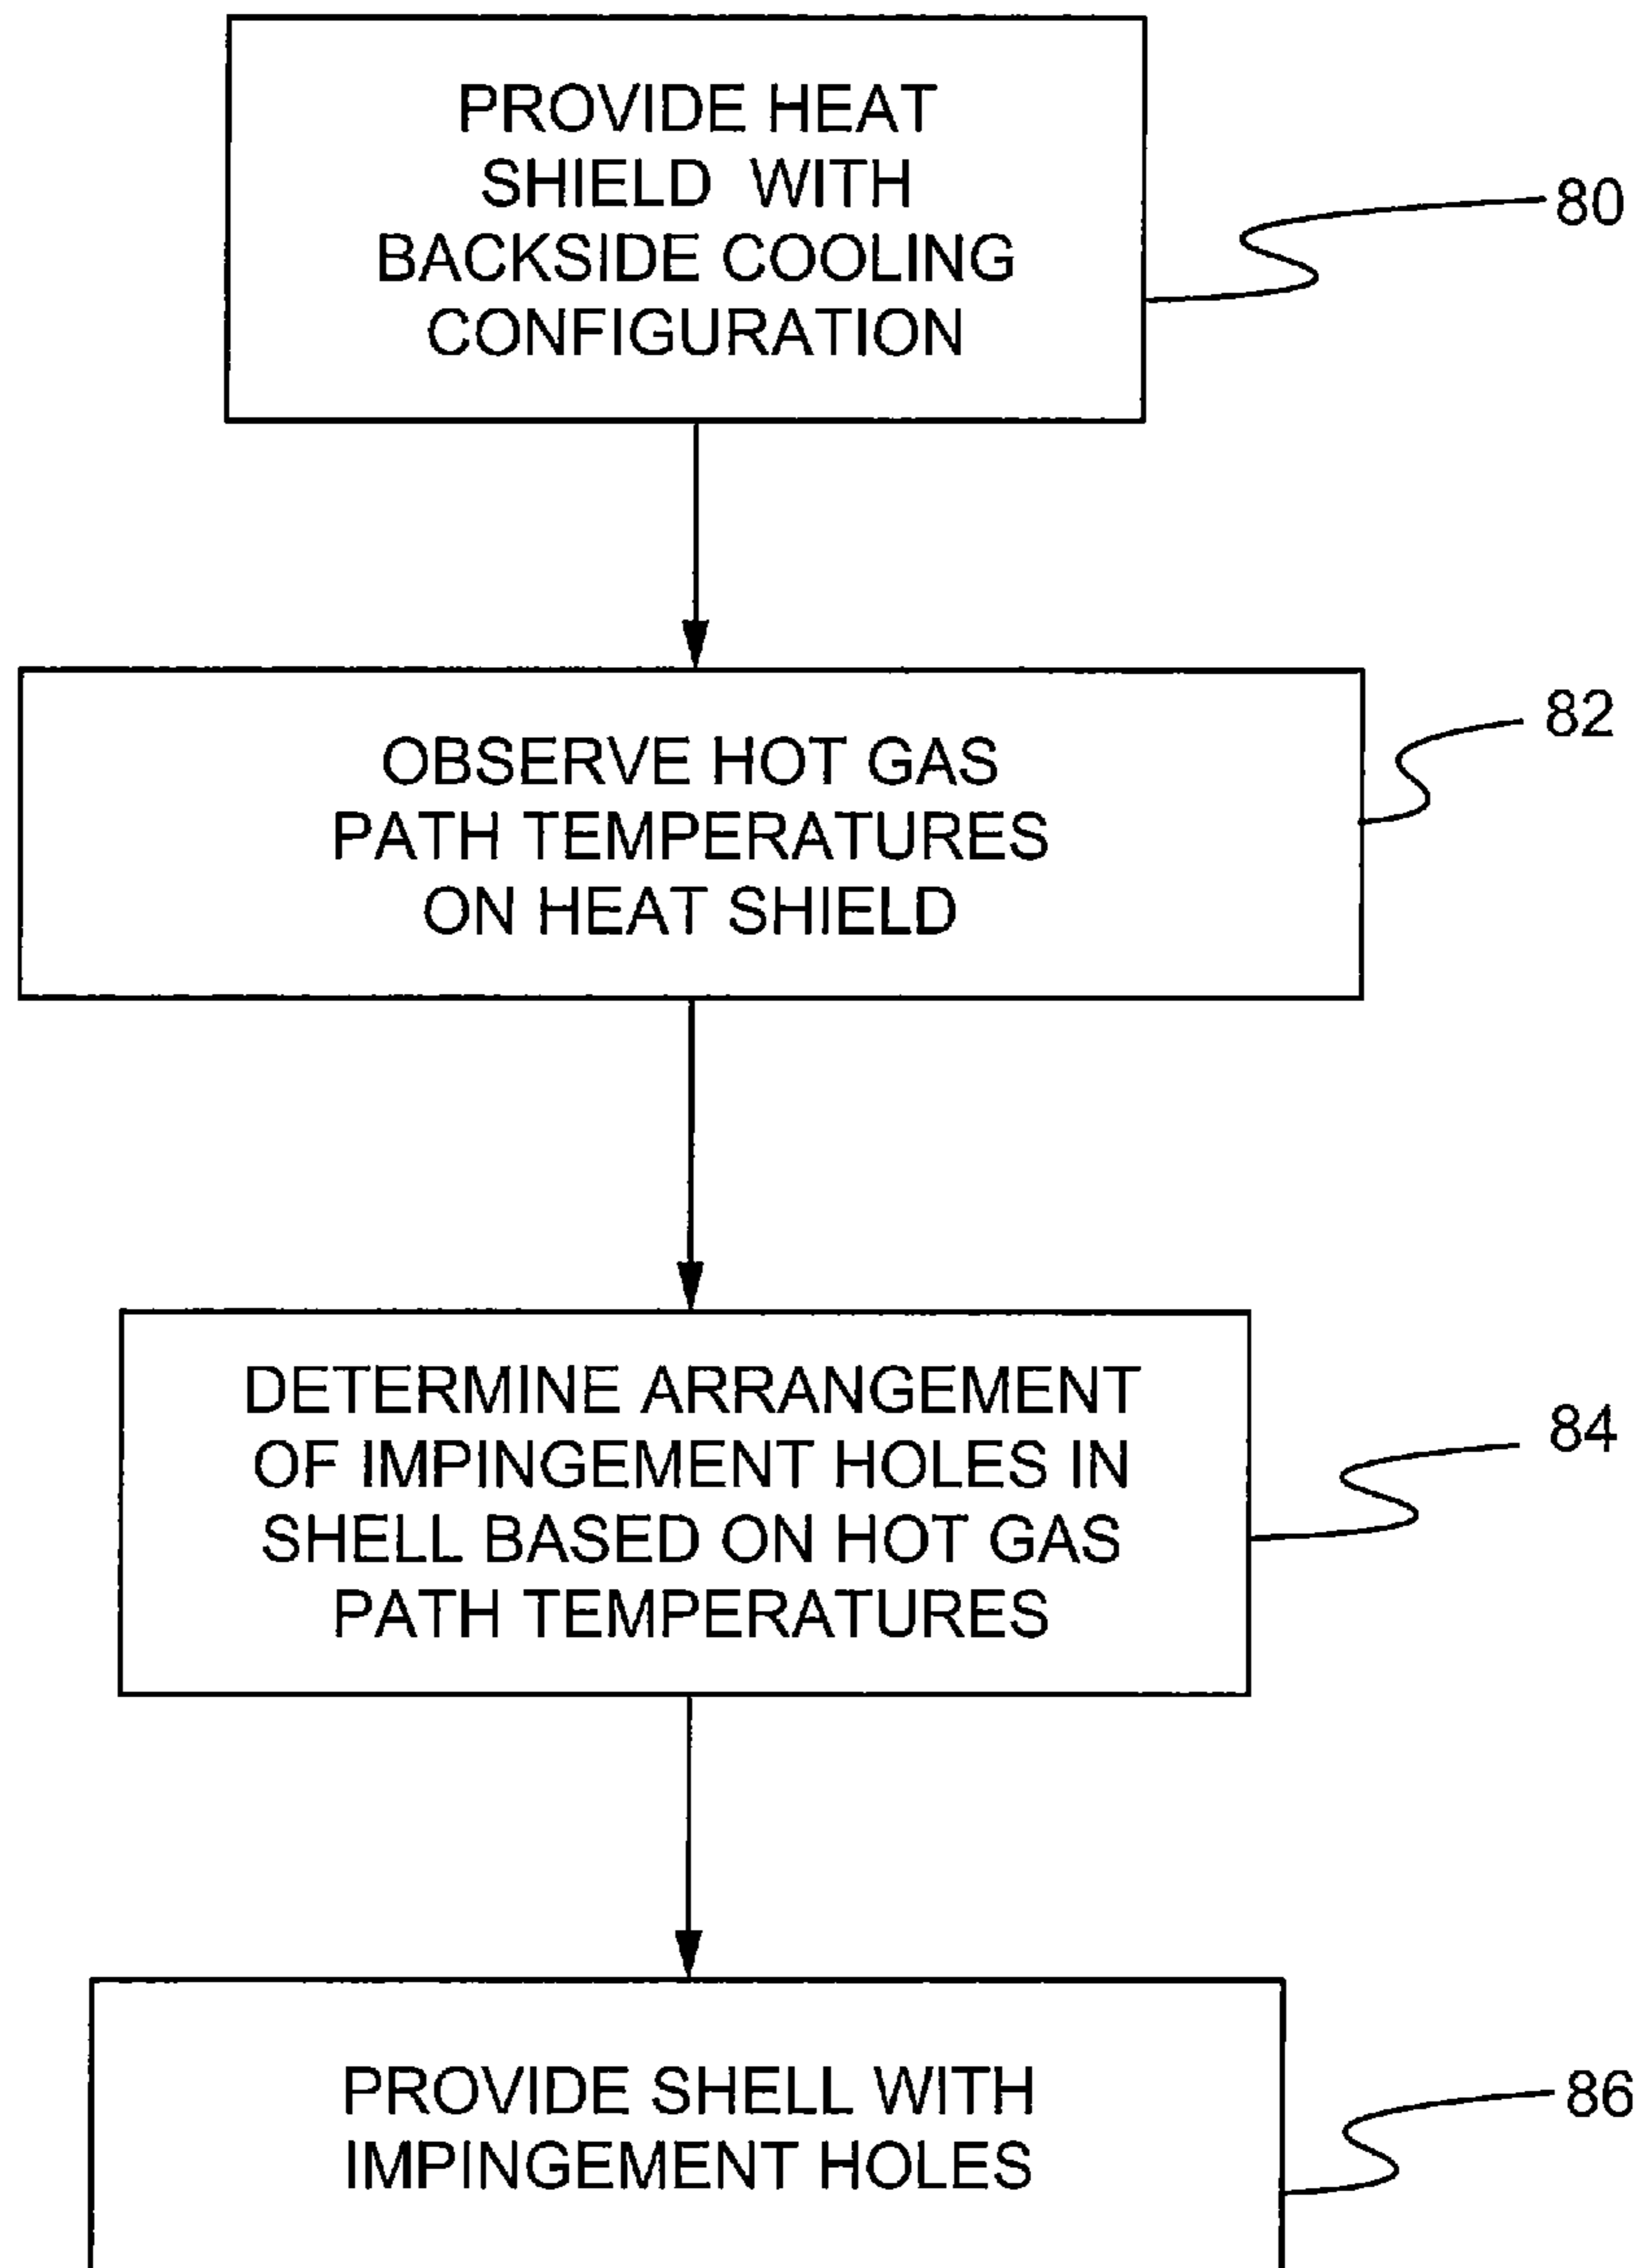 PROVIDE HEAT
SHIELD WITH
BACKSIDE COOLING
CONFIGURATION
80
OBSERVE HOT GAS
PATH TEMPERATURES
ON HEAT SHIELD
82
DETERMINE ARRANGEMENT
OF IMPINGEMENT HOLES IN
SHELL BASED ON HOT GAS
PATH TEMPERATURES
84
PROVIDE SHELL WITH
IMPINGEMENT HOLES
86